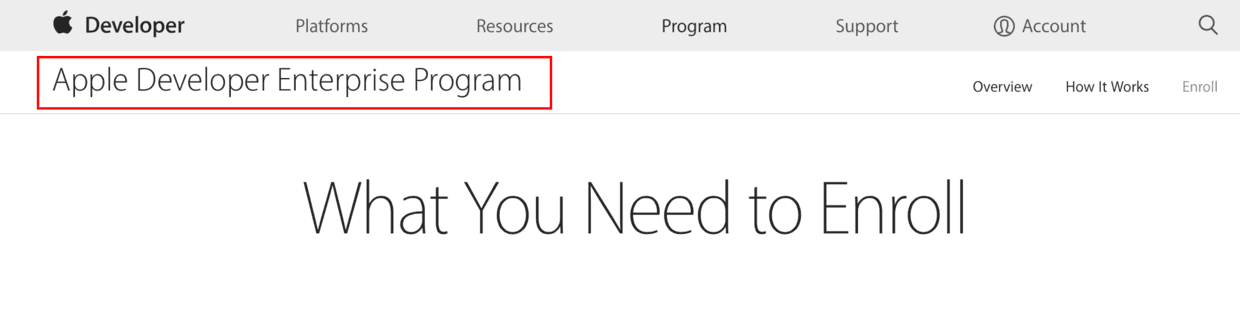 Developer Platforms Resources Program Support Account
Apple Developer Enterprise Program Overview How It Works Enroll
What You Need to Enroll